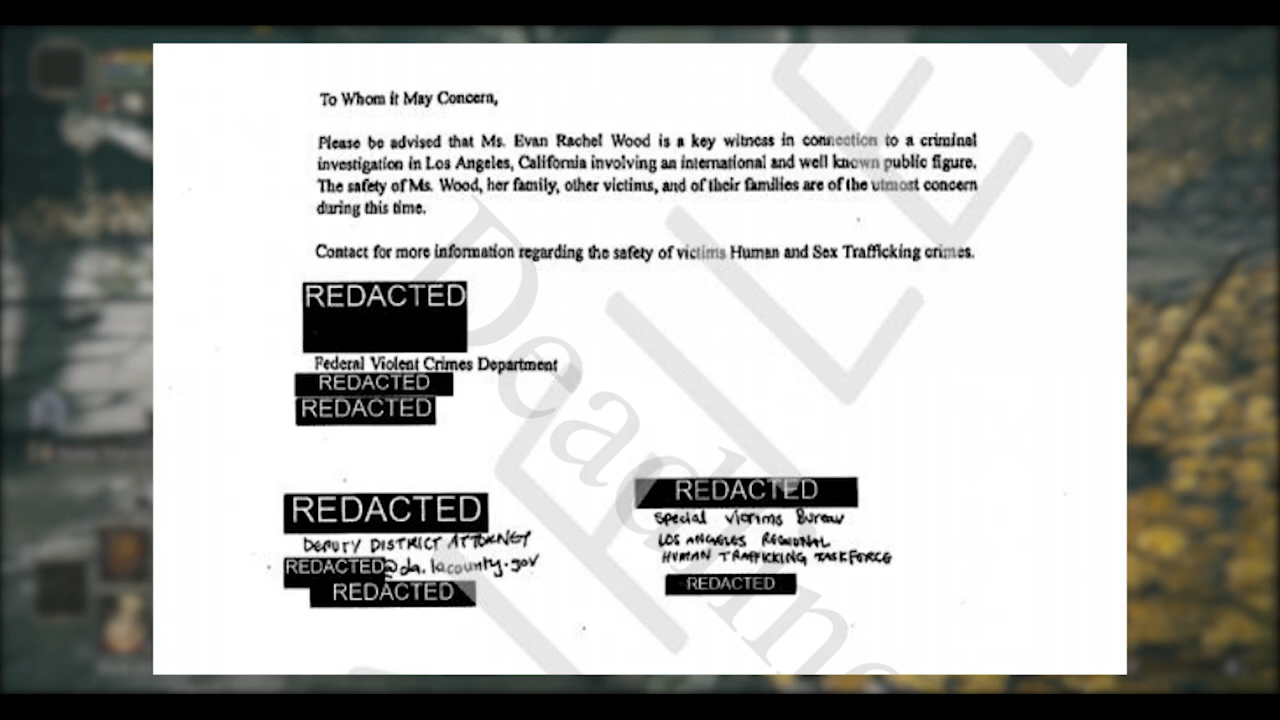 To Whom it May Concern,
Please be advised that Ms. Evan Rachel Wood is a key witness in connection to a criminal
investigation in Los Angeles, California involving an international and well known public figure.
The safety of Ms. Wood, her family, other victims, and of their families are of the utmost concern
during this time.
Contact for more information regarding the safety of victims Human and Sex Trafficking crimes.
REDACTED
Federal Violent Crimes Department
REDACTED
REDACTED
REDACTED
DEPUTY DISTRICT ATTORNEY
REDACTED@da.lacounty.gov
REDACTED
REDACTED
Special Victims Bureau
LOS ANGELES REGIONAL
HUMAN TRAFFICKING TASKFORCE
REDACTED
Deadline